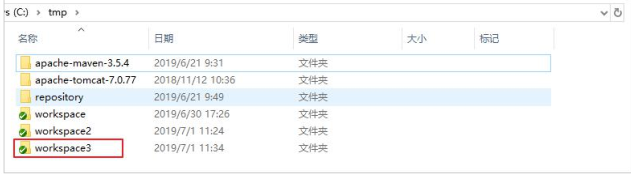 s (C:) › tmp ›
名称 日期 类型 大小 标记
apache-maven-3.5.4 2019/6/21 9:31 文件夹
apache-tomcat-7.0.77 2018/11/12 10:36 文件夹
repository 2019/6/21 9:49 文件夹
workspace 2019/6/30 17:26 文件夹
workspace2 2019/7/1 11:24 文件夹
workspace3 2019/7/1 11:34 文件夹